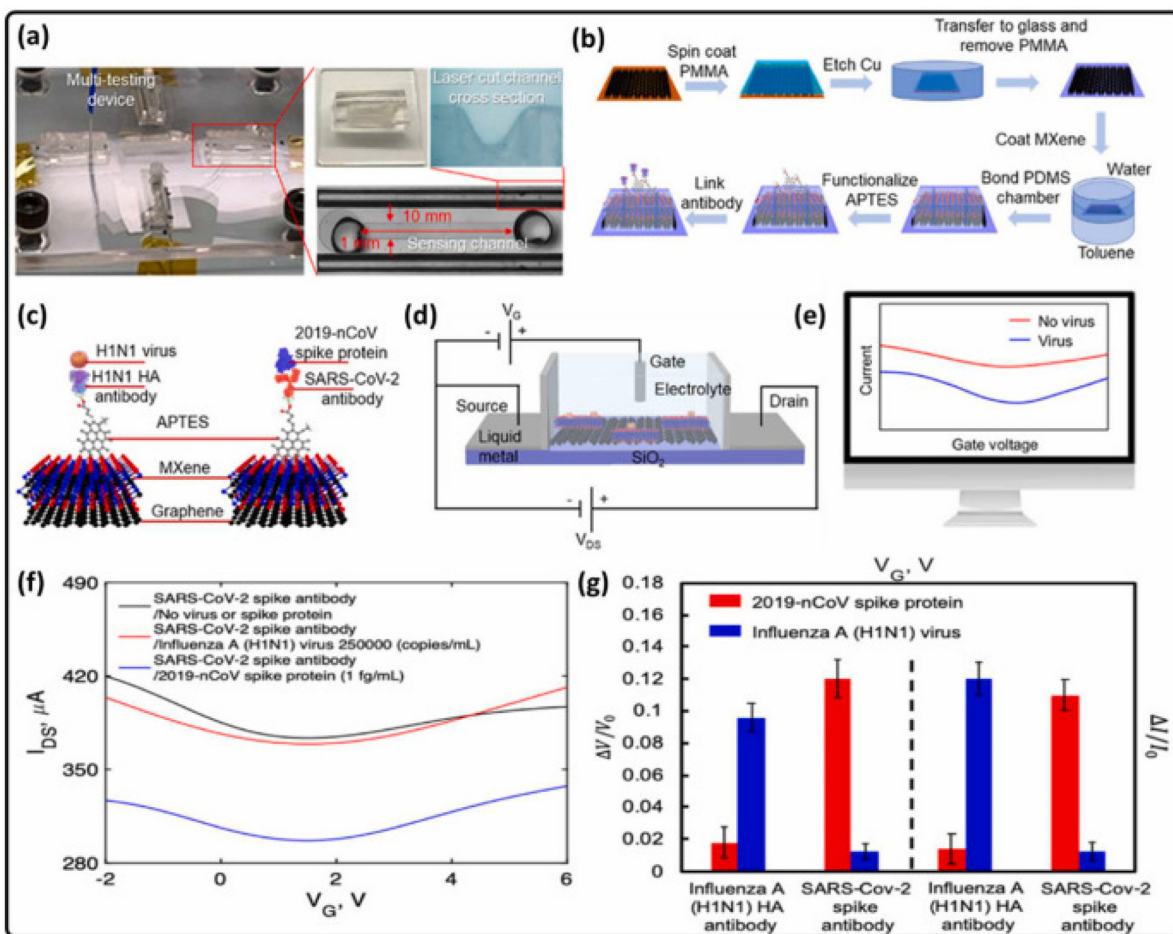 (a)
Multi-testing
device
Laser cut channel
cross section
10 mm
1 mm
Sensing channel
(b)
Spin coat
PMMA
Etch Cu
Transfer to glass and
remove PMMA
Coat MXene
Water
Toluene
Bond PDMS
chamber
Functionalize
APTES
Link
antibody
(c)
H1N1 virus
H1N1 HA
antibody
2019-nCoV
spike protein
SARS-CoV-2
antibody
APTES
MXene
Graphene
(d)
V_G
- +
Gate
Electrolyte
Source
Drain
Liquid
metal
SiO₂
- +
V_DS
(e)
No virus
Virus
Current
Gate voltage
(f)
490
420
350
280
I_DS, μA
SARS-CoV-2 spike antibody
/No virus or spike protein
SARS-CoV-2 spike antibody
/Influenza A (H1N1) virus 250000 (copies/mL)
SARS-CoV-2 spike antibody
/2019-nCoV spike protein (1 fg/mL)
-2 0 2 4 6
V_G, V
(g)
V_G, V
0.18
0.16
0.14
0.12
0.1
0.08
0.06
0.04
0.02
0
ΔV/V₀
ΔI/I₀
2019-nCoV spike protein
Influenza A (H1N1) virus
Influenza A
(H1N1) HA
antibody
SARS-Cov-2
spike
antibody
Influenza A
(H1N1) HA
antibody
SARS-Cov-2
spike
antibody